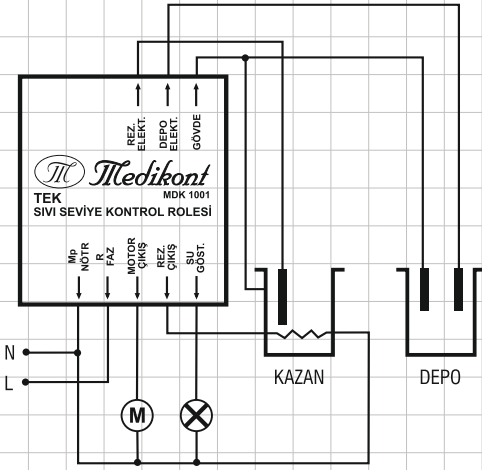 REZ.
ELEKT.
DEPO
ELEKT.
GÖVDE
M Medikont
MDK 1001
TEK
SIVI SEVİYE KONTROL ROLESİ
Mp
NÖTR
R
FAZ
MOTOR
ÇIKIŞ
REZ.
ÇIKIŞ
SU
GÖST.
N
L
M
KAZAN
DEPO